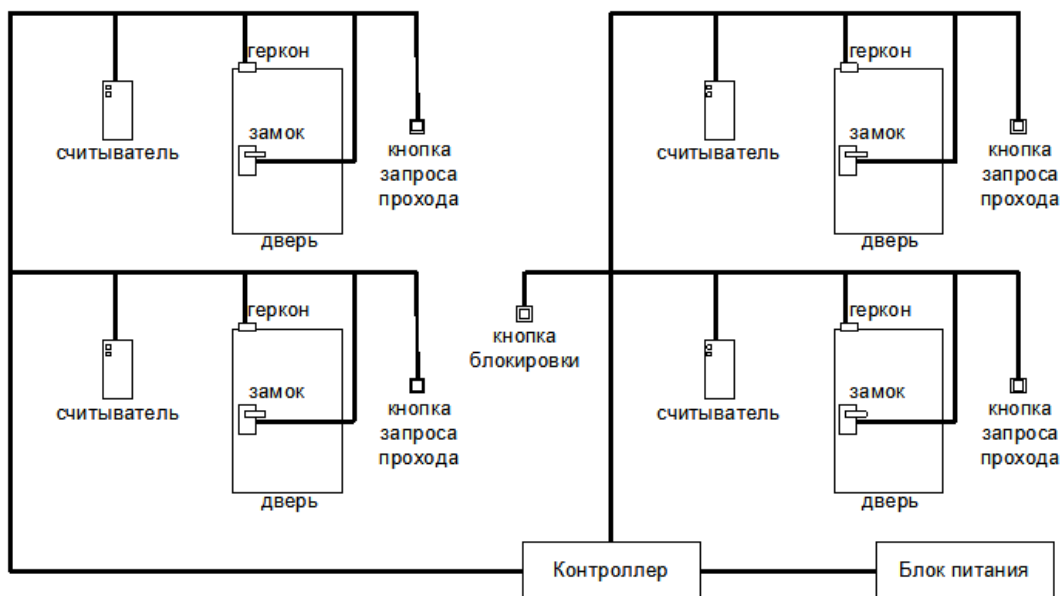 геркон
геркон
замок
замок
считыватель
кнопка
запроса
прохода
считыватель
кнопка
запроса
прохода
дверь
дверь
геркон
геркон
кнопка
блокировки
замок
замок
считыватель
кнопка
запроса
прохода
считыватель
кнопка
запроса
прохода
дверь
дверь
Контроллер
Блок питания